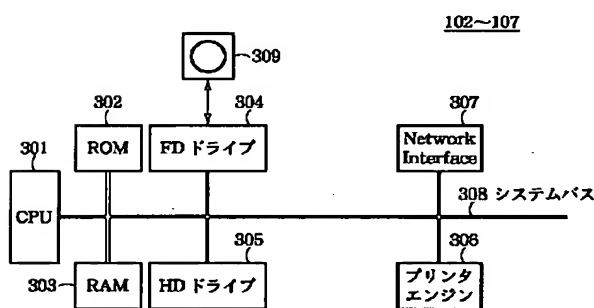 102~107
309
302
304
307
301
ROM
FD ドライブ
Network
Interface
CPU
308 システムバス
305
306
303
RAM
HD ドライブ
プリンタ
エンジン